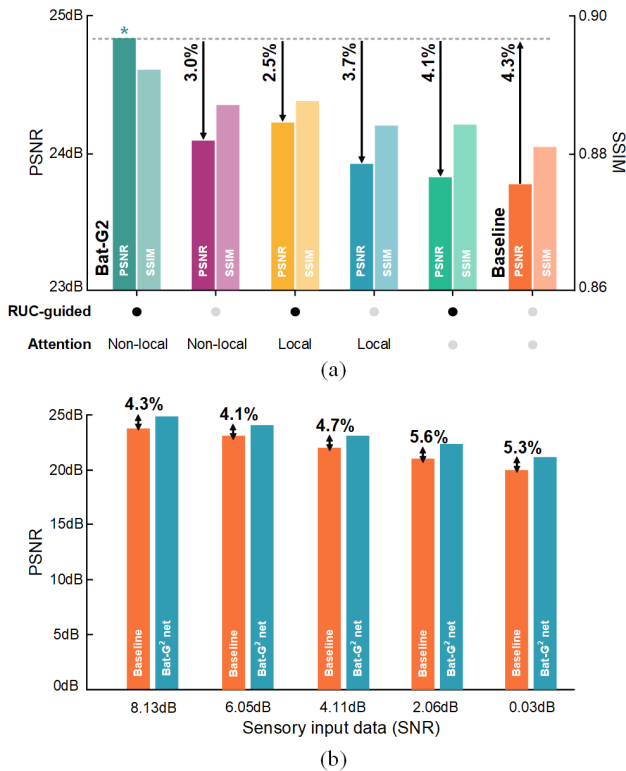 25dB
0.90
*
3.0%
2.5%
3.7%
4.1%
4.3%
PSNR
24dB
0.88
SSIM
Bat-G2
Baseline
PSNR
SSIM
PSNR
SSIM
PSNR
SSIM
PSNR
SSIM
PSNR
SSIM
PSNR
SSIM
23dB
0.86
RUC-guided
Attention
Non-local
Non-local
Local
Local
(a)
25dB
4.3%
4.1%
4.7%
5.6%
5.3%
20dB
PSNR
15dB
10dB
5dB
0dB
Baseline
Bat-G² net
Baseline
Bat-G² net
Baseline
Bat-G² net
Baseline
Bat-G² net
Baseline
Bat-G² net
8.13dB
6.05dB
4.11dB
2.06dB
0.03dB
Sensory input data (SNR)
(b)